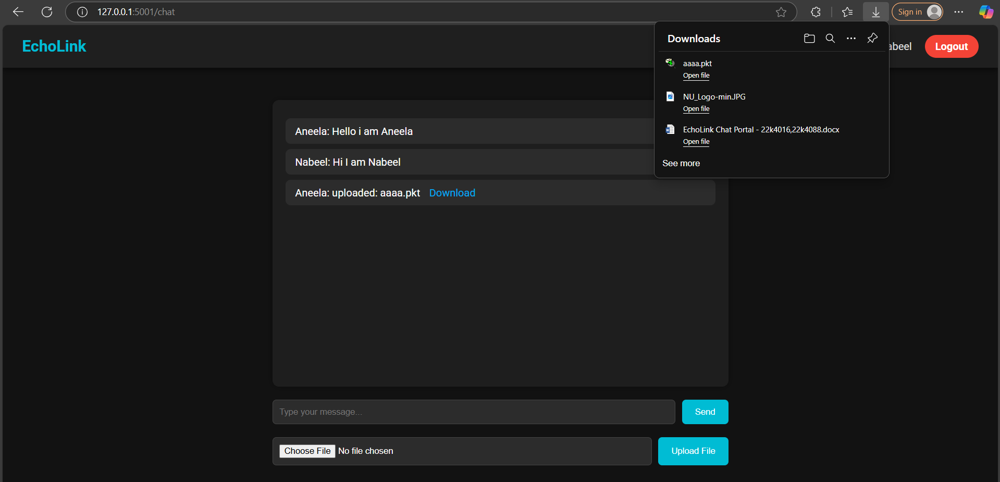 127.0.0.1:5001/chat
Sign in
EchoLink
abeel
Logout
Downloads
aaaa.pkt
Open file
NU_Logo-min.JPG
Open file
EchoLink Chat Portal - 22k4016,22k4088.docx
Open file
See more
Aneela: Hello i am Aneela
Nabeel: Hi I am Nabeel
Aneela: uploaded: aaaa.pkt Download
Type your message...
Send
Choose File No file chosen
Upload File